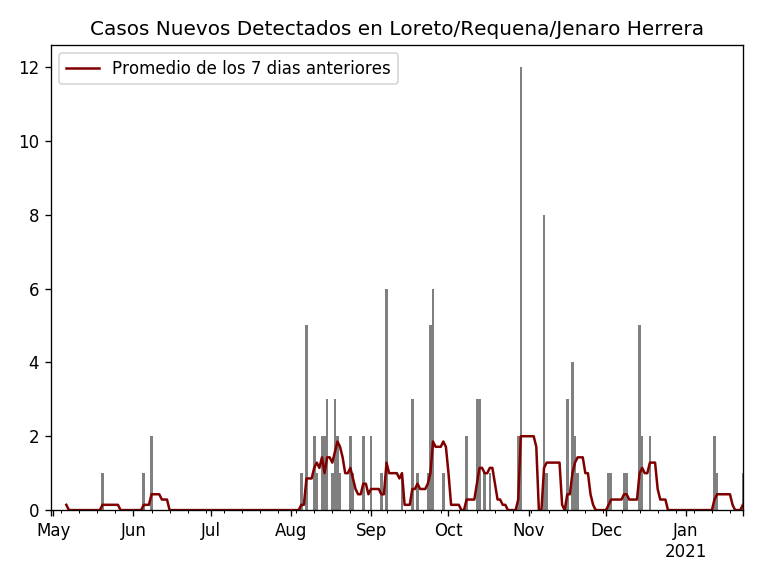 Casos Nuevos Detectados en Loreto/Requena/Jenaro Herrera
Promedio de los 7 dias anteriores
12
10
8
6
4
2
0
May Jun Jul Aug Sep Oct Nov Dec Jan
2021